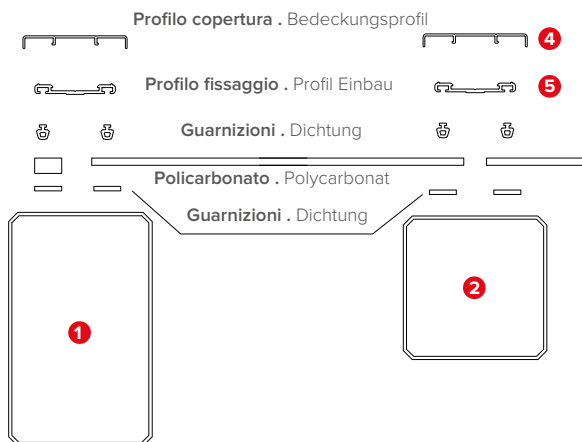 Profilo copertura . Bedeckungsprofil
4
Profilo fissaggio . Profil Einbau
5
Guarnizioni . Dichtung
Policarbonato . Polycarbonat
Guarnizioni . Dichtung
1
2